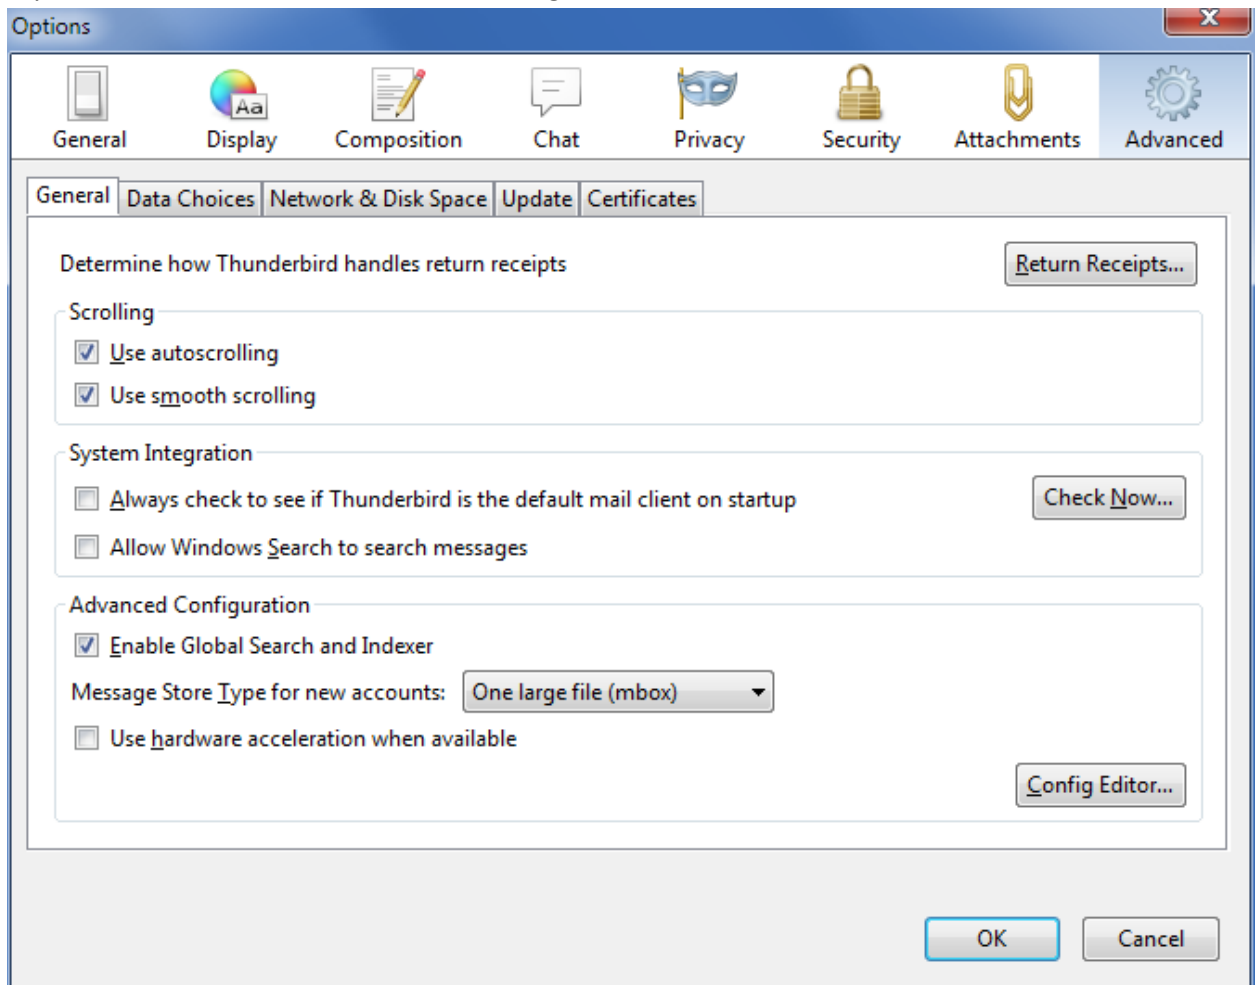 Options
General Display Composition Chat Privacy Security Attachments Advanced
General Data Choices Network & Disk Space Update Certificates
Determine how Thunderbird handles return receipts Return Receipts...
Scrolling
Use autoscrolling
Use smooth scrolling
System Integration
Always check to see if Thunderbird is the default mail client on startup Check Now...
Allow Windows Search to search messages
Advanced Configuration
Enable Global Search and Indexer
Message Store Type for new accounts: One large file (mbox)
Use hardware acceleration when available
Config Editor...
OK Cancel